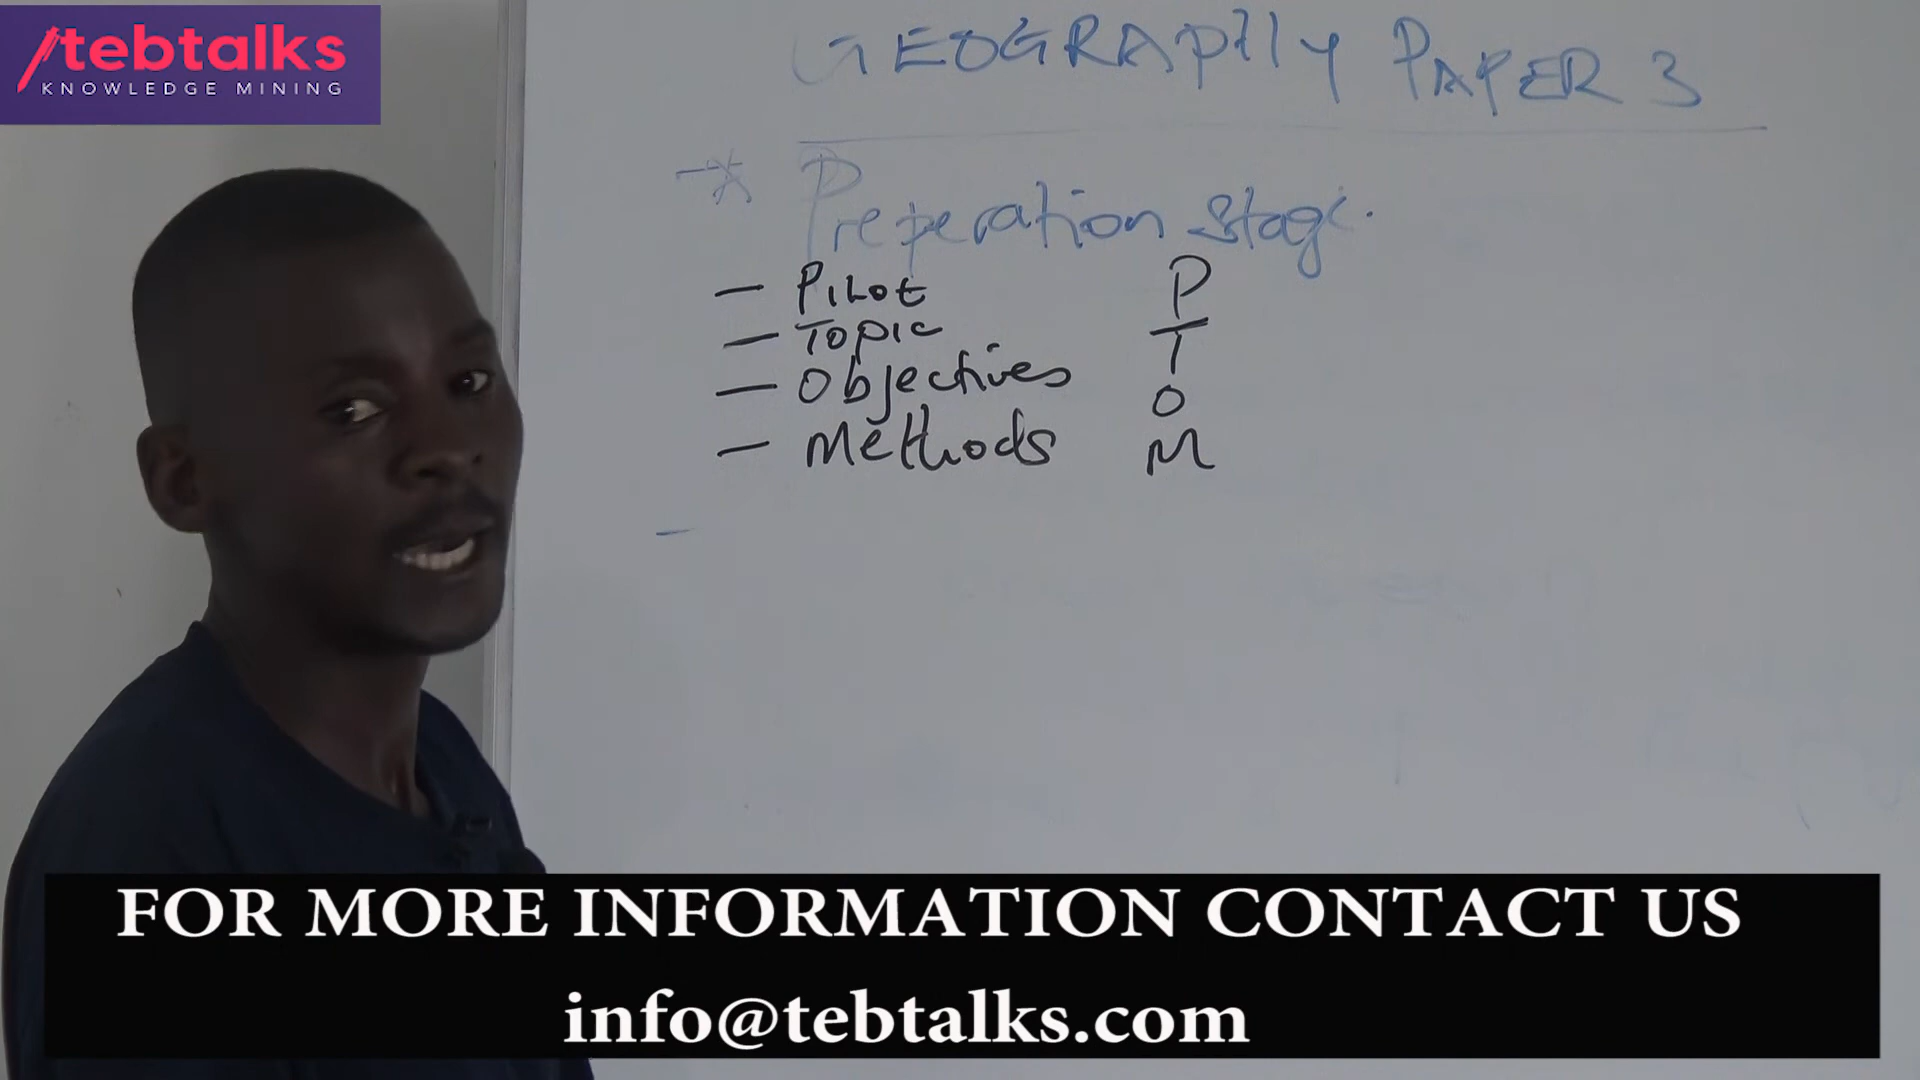 tebtalks
KNOWLEDGE MINING
GEOGRAPHY PAPER 3
Preperation stage.
— Pilot P
— Topic T
— Objectives O
— Methods M
FOR MORE INFORMATION CONTACT US
info@tebtalks.com